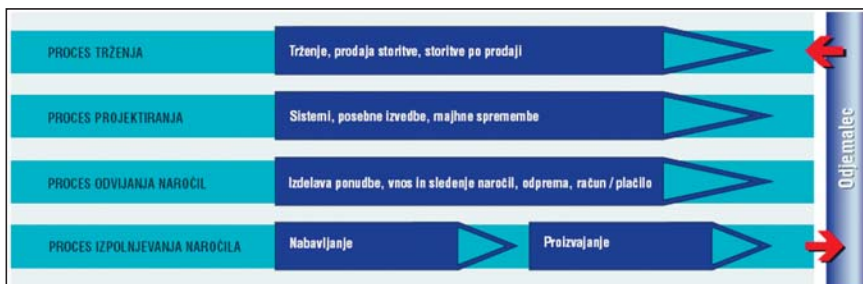 PROCES TRŽENJA
Trženje, prodaja storitve, storitve po prodaji
PROCES PROJEKTIRANJA
Sistemi, posebne izvedbe, majhne spremembe
PROCES ODVIJANJA NAROČIL
Izdelava ponudbe, vnos in sledenje naročil, odprema, račun / plačilo
PROCES IZPOLNJEVANJA NAROČILA
Nabavljanje
Proizvajanje
Odjemalec